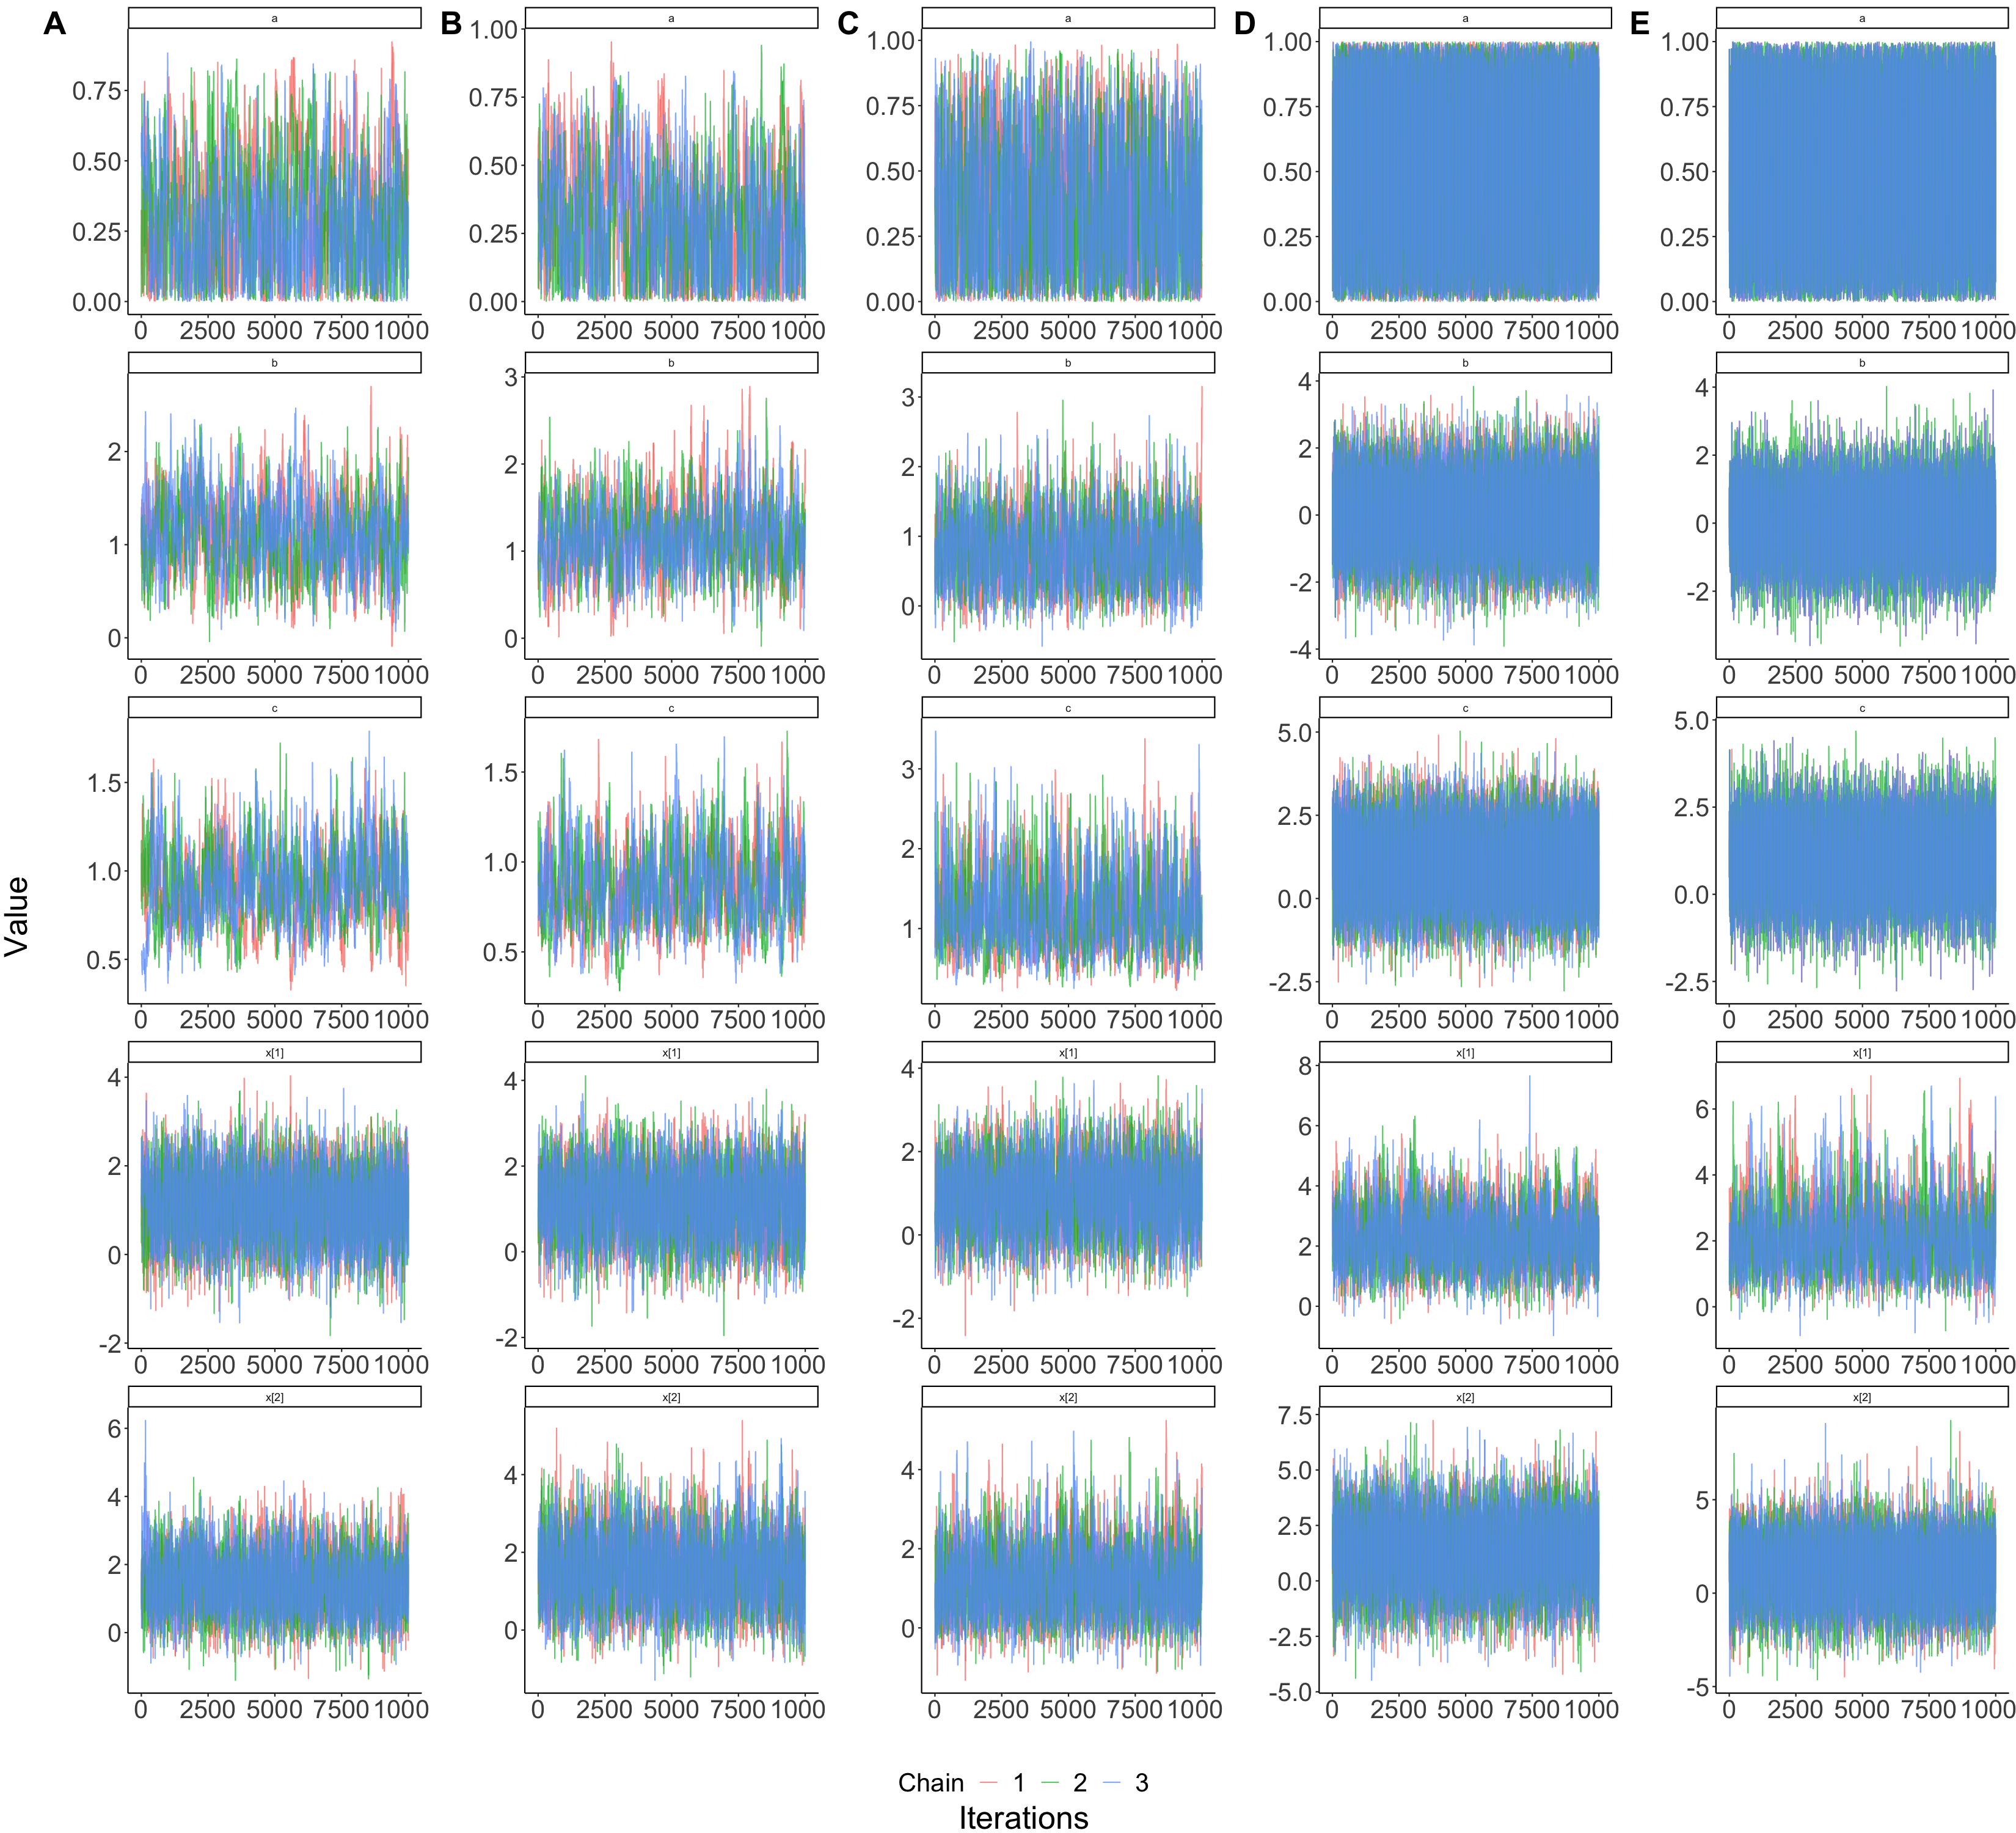 A B C D E
a a a a a
0.75 0.50 0.25 0.00
1.00 0.75 0.50 0.25 0.00
1.00 0.75 0.50 0.25 0.00
1.00 0.75 0.50 0.25 0.00
1.00 0.75 0.50 0.25 0.00
0 2500 5000 7500 1000 0 2500 5000 7500 1000 0 2500 5000 7500 1000 0 2500 5000 7500 1000 0 2500 5000 7500 1000
b b b b b
2 1 0
3 2 1 0
3 2 1 0
4 2 0 -2 -4
4 2 0 -2
0 2500 5000 7500 1000 0 2500 5000 7500 1000 0 2500 5000 7500 1000 0 2500 5000 7500 1000 0 2500 5000 7500 1000
c c c c c
1.5 1.0 0.5
1.5 1.0 0.5
3 2 1
5.0 2.5 0.0 -2.5
5.0 2.5 0.0 -2.5
0 2500 5000 7500 1000 0 2500 5000 7500 1000 0 2500 5000 7500 1000 0 2500 5000 7500 1000 0 2500 5000 7500 1000
Value
x[1] x[1] x[1] x[1] x[1]
4 2 0 -2
4 2 0 -2
4 2 0 -2
8 6 4 2 0
6 4 2 0
0 2500 5000 7500 1000 0 2500 5000 7500 1000 0 2500 5000 7500 1000 0 2500 5000 7500 1000 0 2500 5000 7500 1000
x[2] x[2] x[2] x[2] x[2]
6 4 2 0
4 2 0
4 2 0
7.5 5.0 2.5 0.0 -2.5 -5.0
5 0 -5
0 2500 5000 7500 1000 0 2500 5000 7500 1000 0 2500 5000 7500 1000 0 2500 5000 7500 1000 0 2500 5000 7500 1000
Chain 1 2 3
Iterations